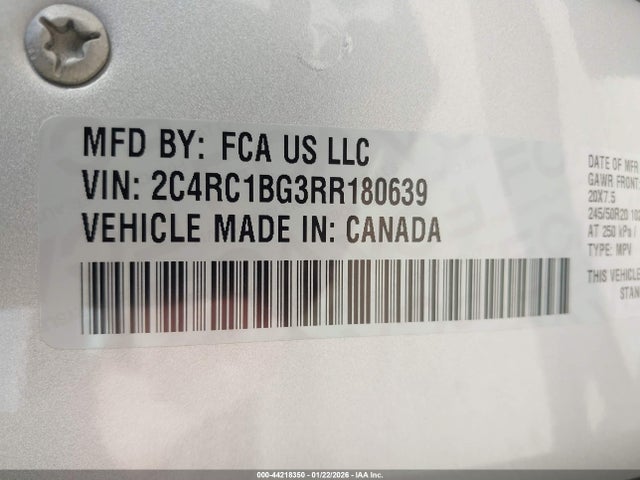 MFD BY: FCA US LLC
VIN: 2C4RC1BG3RR180639
VEHICLE MADE IN: CANADA
DATE OF MFR
GAWR FRONT
20X7.5
245/50R20 102
AT 250 kPa /
TYPE: MPV
THIS VEHICLE
STAN
000-44218350 - 01/22/2026 - IAA Inc.